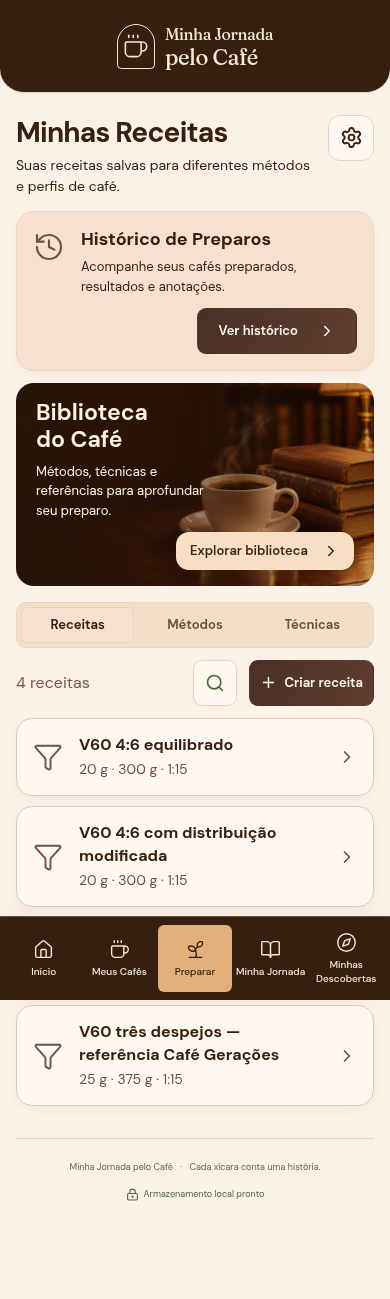 Minha Jornada
pelo Café
Minhas Receitas
Suas receitas salvas para diferentes métodos
e perfis de café.
Histórico de Preparos
Acompanhe seus cafés preparados,
resultados e anotações.
Ver histórico
Biblioteca
do Café
Métodos, técnicas e
referências para aprofundar
seu preparo.
Explorar biblioteca
Receitas
Métodos
Técnicas
4 receitas
Criar receita
V60 4:6 equilibrado
20 g · 300 g · 1:15
V60 4:6 com distribuição
modificada
20 g · 300 g · 1:15
Início
Meus Cafés
Preparar
Minha Jornada
Minhas
Descobertas
V60 três despejos —
referência Café Gerações
25 g · 375 g · 1:15
Minha Jornada pelo Café · Cada xícara conta uma história.
Armazenamento local pronto